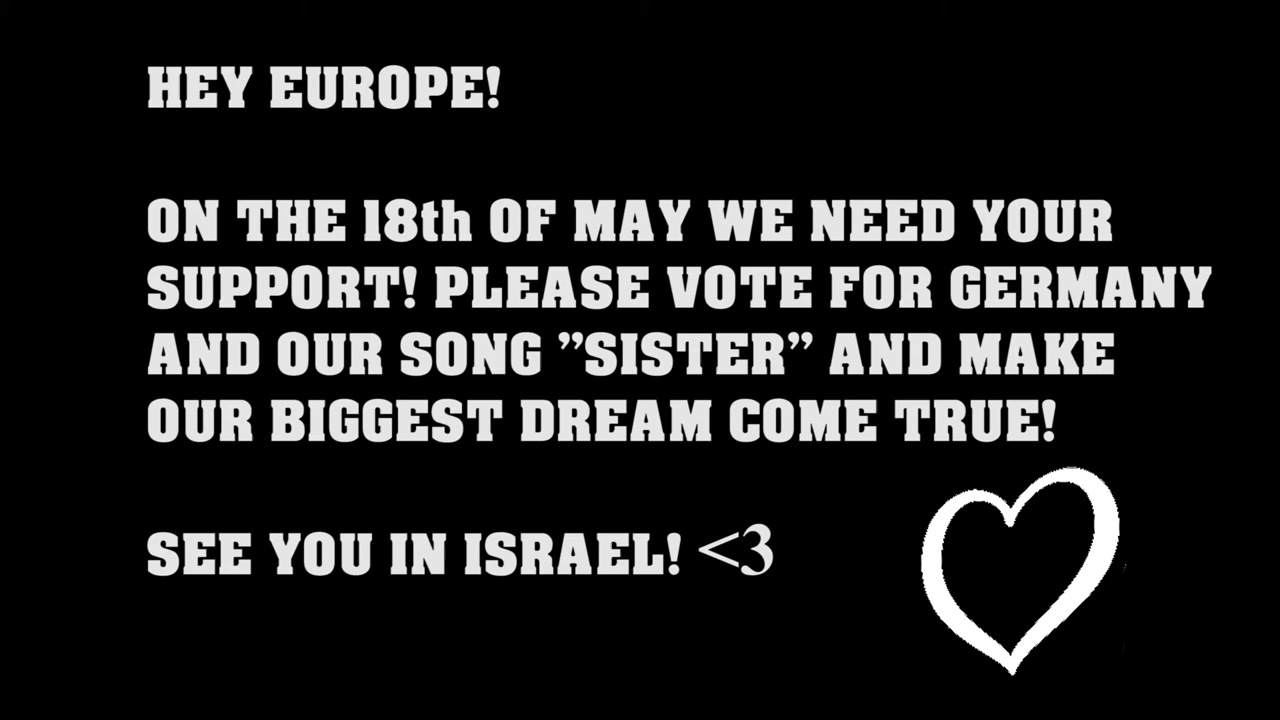 HEY EUROPE!
ON THE 18th OF MAY WE NEED YOUR
SUPPORT! PLEASE VOTE FOR GERMANY
AND OUR SONG ”SISTER” AND MAKE
OUR BIGGEST DREAM COME TRUE!
SEE YOU IN ISRAEL! <3